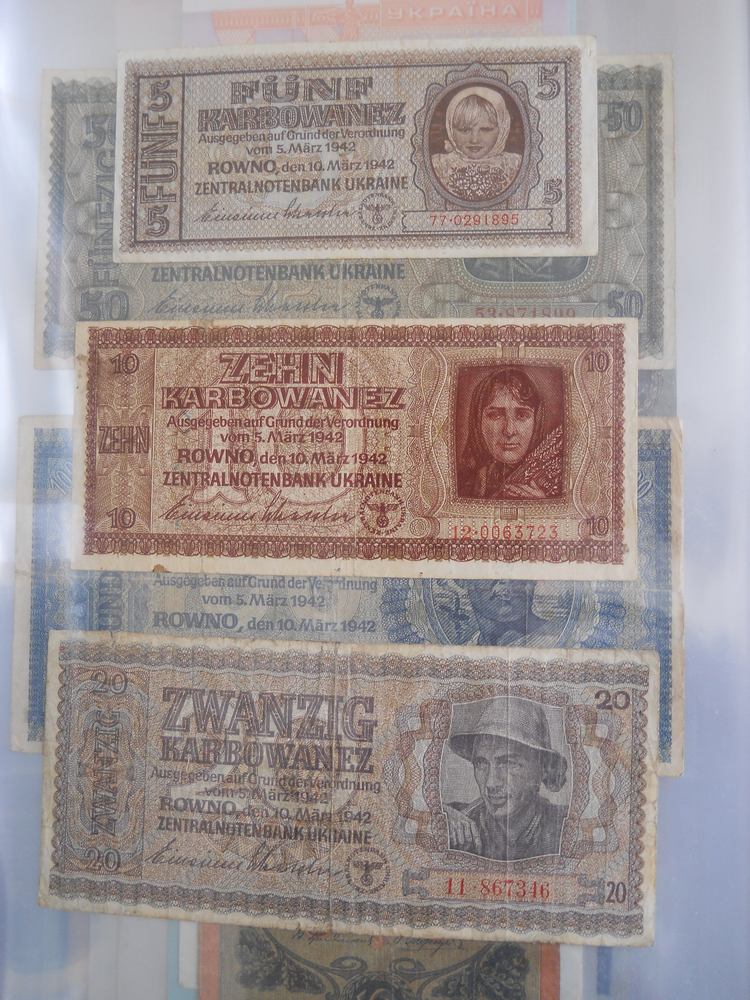 УКРАЇНА
5
FÜNF
5
FÜNF
KARBOWANEZ
Ausgegeben auf Grund der Verordnung
vom 5. März 1942
ROWNO, den 10. März 1942
ZENTRALNOTENBANK UKRAINE
5
5
77·0291895
50
50
ZENTRALNOTENBANK UKRAINE
50
10
ZEHN
10
ZEHN
KARBOWANEZ
Ausgegeben auf Grund der Verordnung
vom 5. März 1942
ROWNO, den 10. März 1942
ZENTRALNOTENBANK UKRAINE
10
10
12·0063723
Ausgegeben auf Grund der Verordnung
vom 5. März 1942
ROWNO, den 10. März 1942
20
ZWANZIG
20
ZWANZIG
KARBOWANEZ
Ausgegeben auf Grund der Verordnung
vom 5. März 1942
ROWNO, den 10. März 1942
ZENTRALNOTENBANK UKRAINE
20
11·867346
20